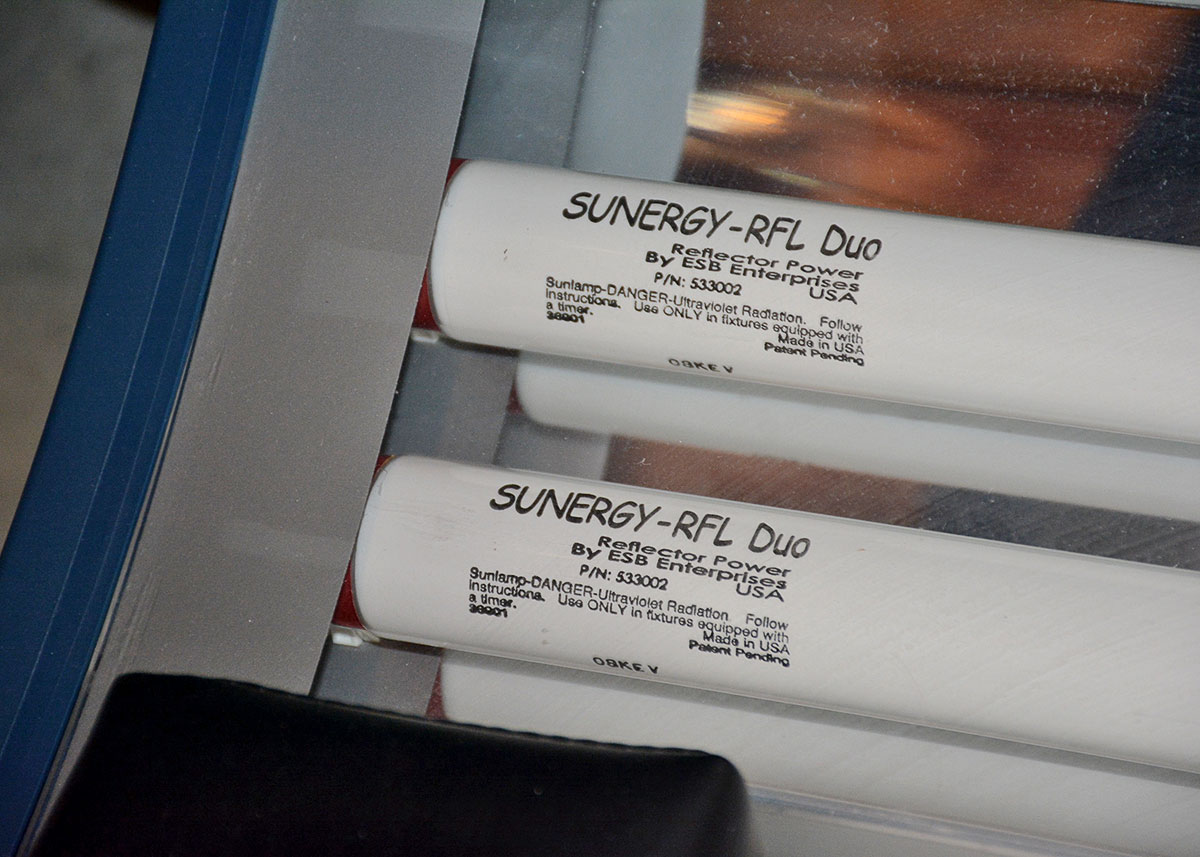 SUNERGY-RFL Duo
Reflector Power
By ESB Enterprises
P/N: 533002 USA
Sunlamp-DANGER-Ultraviolet Radiation. Follow
instructions. Use ONLY in fixtures equipped with
a timer. Made in USA
Patent Pending
SUNERGY-RFL Duo
Reflector Power
By ESB Enterprises
P/N: 533002 USA
Sunlamp-DANGER-Ultraviolet Radiation. Follow
instructions. Use ONLY in fixtures equipped with
a timer. Made in USA
Patent Pending